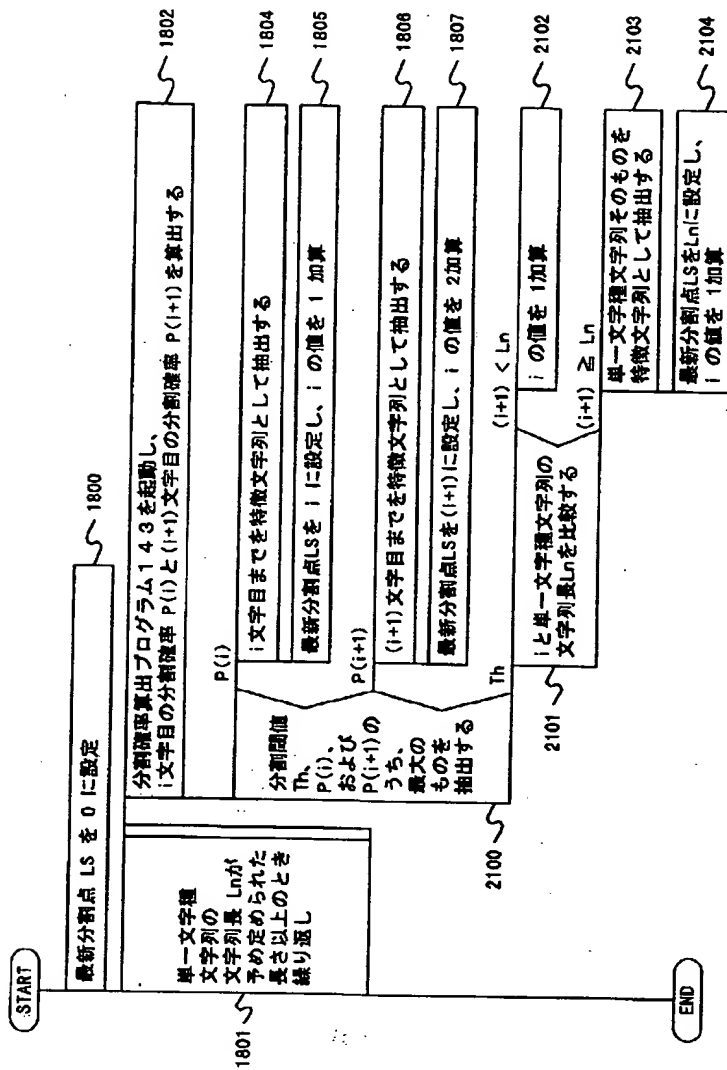 START
最新分割点 LS を 0 に設定
1800
単一文字種
文字列の
文字列長 Lnが
予め定められた
長さ以上のとき
繰り返し
1801
分割確率算出プログラム143を起動し、
i文字目の分割確率 P(i)と(i+1)文字目の分割確率 P(i+1)を算出する
1802
分割閾値
Th、
P(i)、
および
P(i+1)の
うち、
最大の
ものを
抽出する
2100
P(i)
i文字目までを特徴文字列として抽出する
1804
最新分割点LSを i に設定し、i の値を 1 加算
1805
P(i+1)
(i+1)文字目までを特徴文字列として抽出する
1806
最新分割点LSを(i+1)に設定し、i の値を 2加算
1807
Th
iと単一文字種文字列の
文字列長Lnを比較する
2101
(i+1) < Ln
i の値を 1加算
2102
(i+1) ≧ Ln
単一文字種文字列そのものを
特徴文字列として抽出する
2103
最新分割点LSをLnに設定し、
i の値を 1加算
2104
END